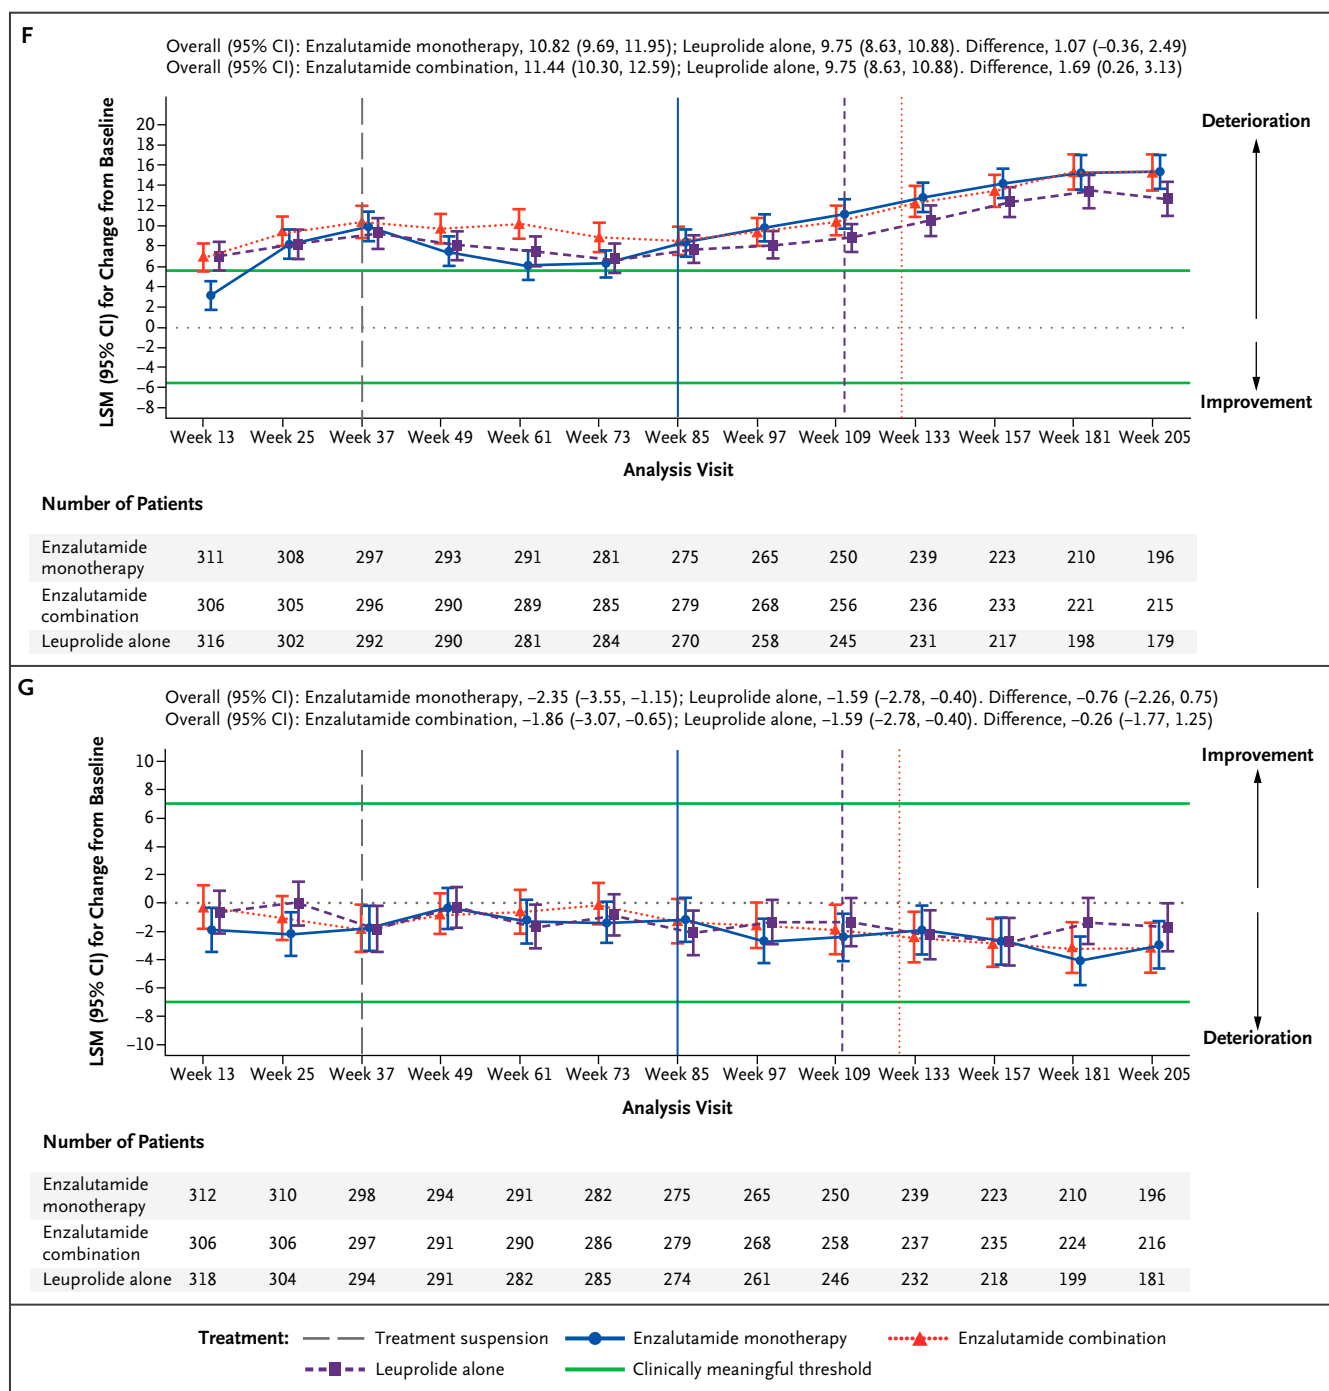 F
Overall (95% CI): Enzalutamide monotherapy, 10.82 (9.69, 11.95); Leuprolide alone, 9.75 (8.63, 10.88). Difference, 1.07 (–0.36, 2.49)
Overall (95% CI): Enzalutamide combination, 11.44 (10.30, 12.59); Leuprolide alone, 9.75 (8.63, 10.88). Difference, 1.69 (0.26, 3.13)
LSM (95% CI) for Change from Baseline
20
18
16
14
12
10
8
6
4
2
0
–2
–4
–6
–8
Deterioration
Improvement
Week 13 Week 25 Week 37 Week 49 Week 61 Week 73 Week 85 Week 97 Week 109 Week 133 Week 157 Week 181 Week 205
Analysis Visit
Number of Patients
Enzalutamide monotherapy 311 308 297 293 291 281 275 265 250 239 223 210 196
Enzalutamide combination 306 305 296 290 289 285 279 268 256 236 233 221 215
Leuprolide alone 316 302 292 290 281 284 270 258 245 231 217 198 179
G
Overall (95% CI): Enzalutamide monotherapy, –2.35 (–3.55, –1.15); Leuprolide alone, –1.59 (–2.78, –0.40). Difference, –0.76 (–2.26, 0.75)
Overall (95% CI): Enzalutamide combination, –1.86 (–3.07, –0.65); Leuprolide alone, –1.59 (–2.78, –0.40). Difference, –0.26 (–1.77, 1.25)
LSM (95% CI) for Change from Baseline
10
8
6
4
2
0
–2
–4
–6
–8
–10
Improvement
Deterioration
Week 13 Week 25 Week 37 Week 49 Week 61 Week 73 Week 85 Week 97 Week 109 Week 133 Week 157 Week 181 Week 205
Analysis Visit
Number of Patients
Enzalutamide monotherapy 312 310 298 294 291 282 275 265 250 239 223 210 196
Enzalutamide combination 306 306 297 291 290 286 279 268 258 237 235 224 216
Leuprolide alone 318 304 294 291 282 285 274 261 246 232 218 199 181
Treatment: Treatment suspension Enzalutamide monotherapy Enzalutamide combination
Leuprolide alone Clinically meaningful threshold